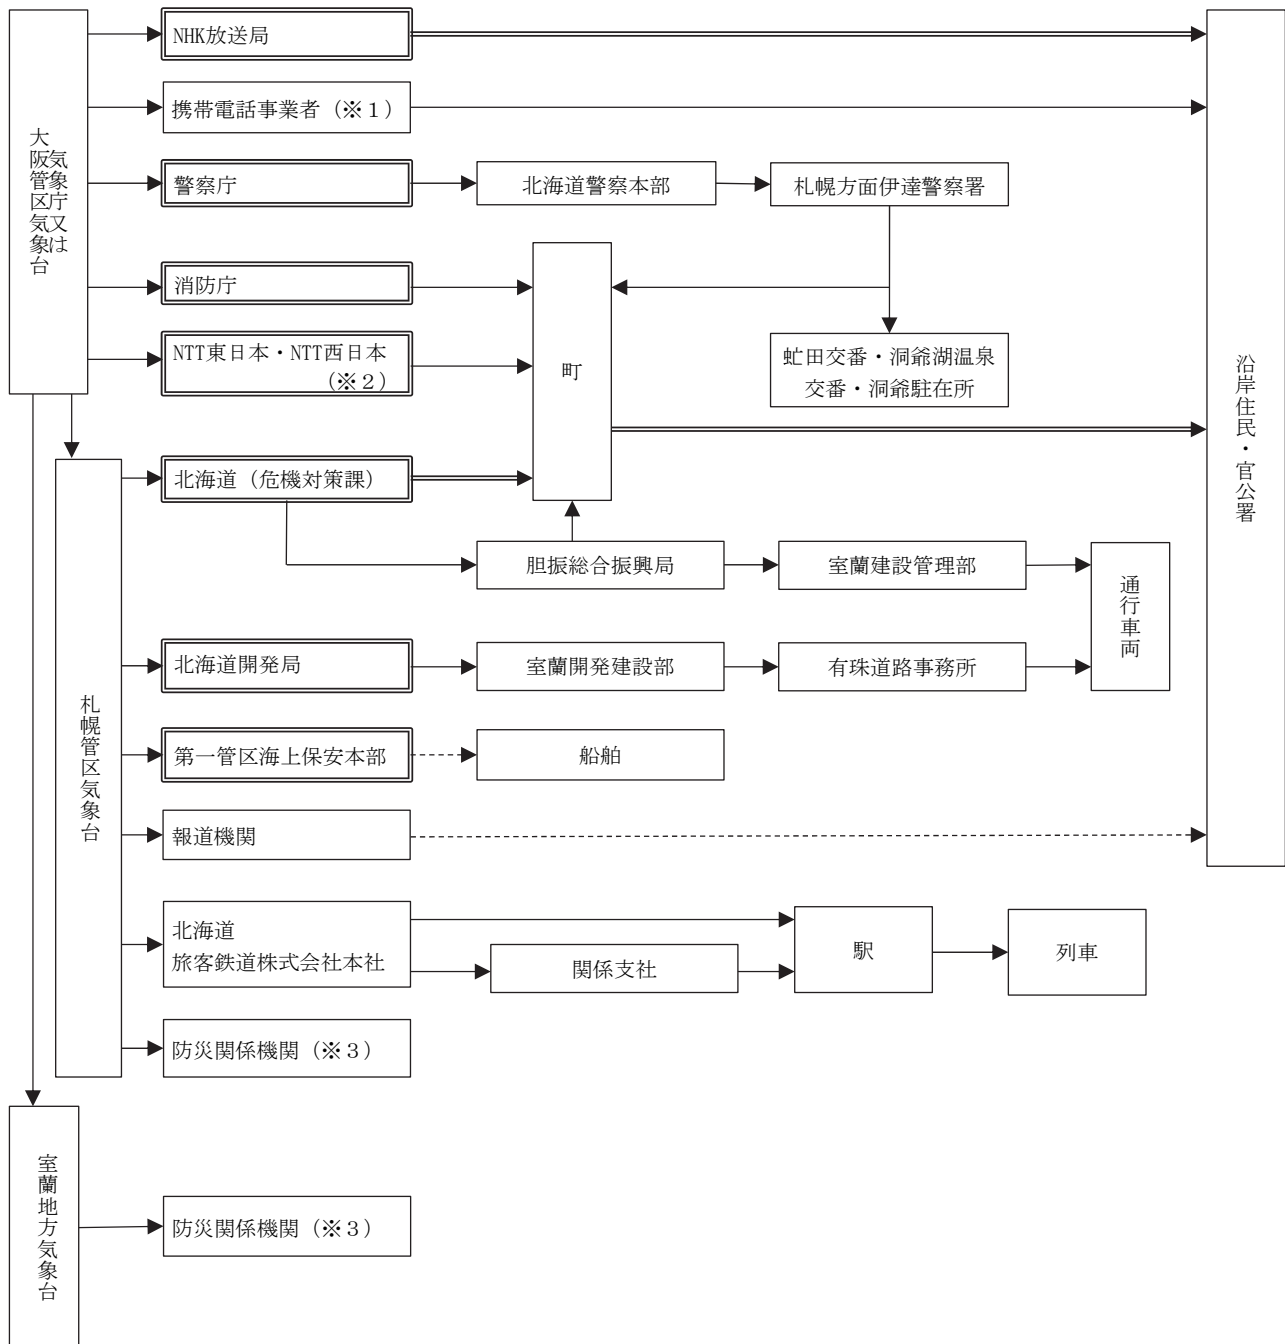 気象庁又は
大阪管区気象台
NHK放送局
携帯電話事業者（※１）
警察庁
北海道警察本部
札幌方面伊達警察署
消防庁
NTT東日本・NTT西日本
（※２）
町
虻田交番・洞爺湖温泉
交番・洞爺駐在所
沿岸住民・官公署
札幌管区気象台
北海道（危機対策課）
胆振総合振興局
室蘭建設管理部
通行車両
北海道開発局
室蘭開発建設部
有珠道路事務所
第一管区海上保安本部
船舶
報道機関
北海道
旅客鉄道株式会社本社
関係支社
駅
列車
防災関係機関（※３）
室蘭地方気象台
防災関係機関（※３）